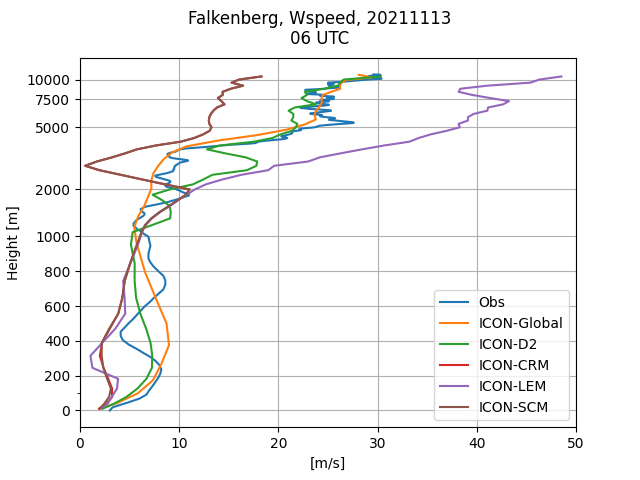 Falkenberg, Wspeed, 20211113
06 UTC
Height [m]
10000
7500
5000
2000
1000
800
600
400
200
0
Obs
ICON-Global
ICON-D2
ICON-CRM
ICON-LEM
ICON-SCM
0 10 20 30 40 50
[m/s]